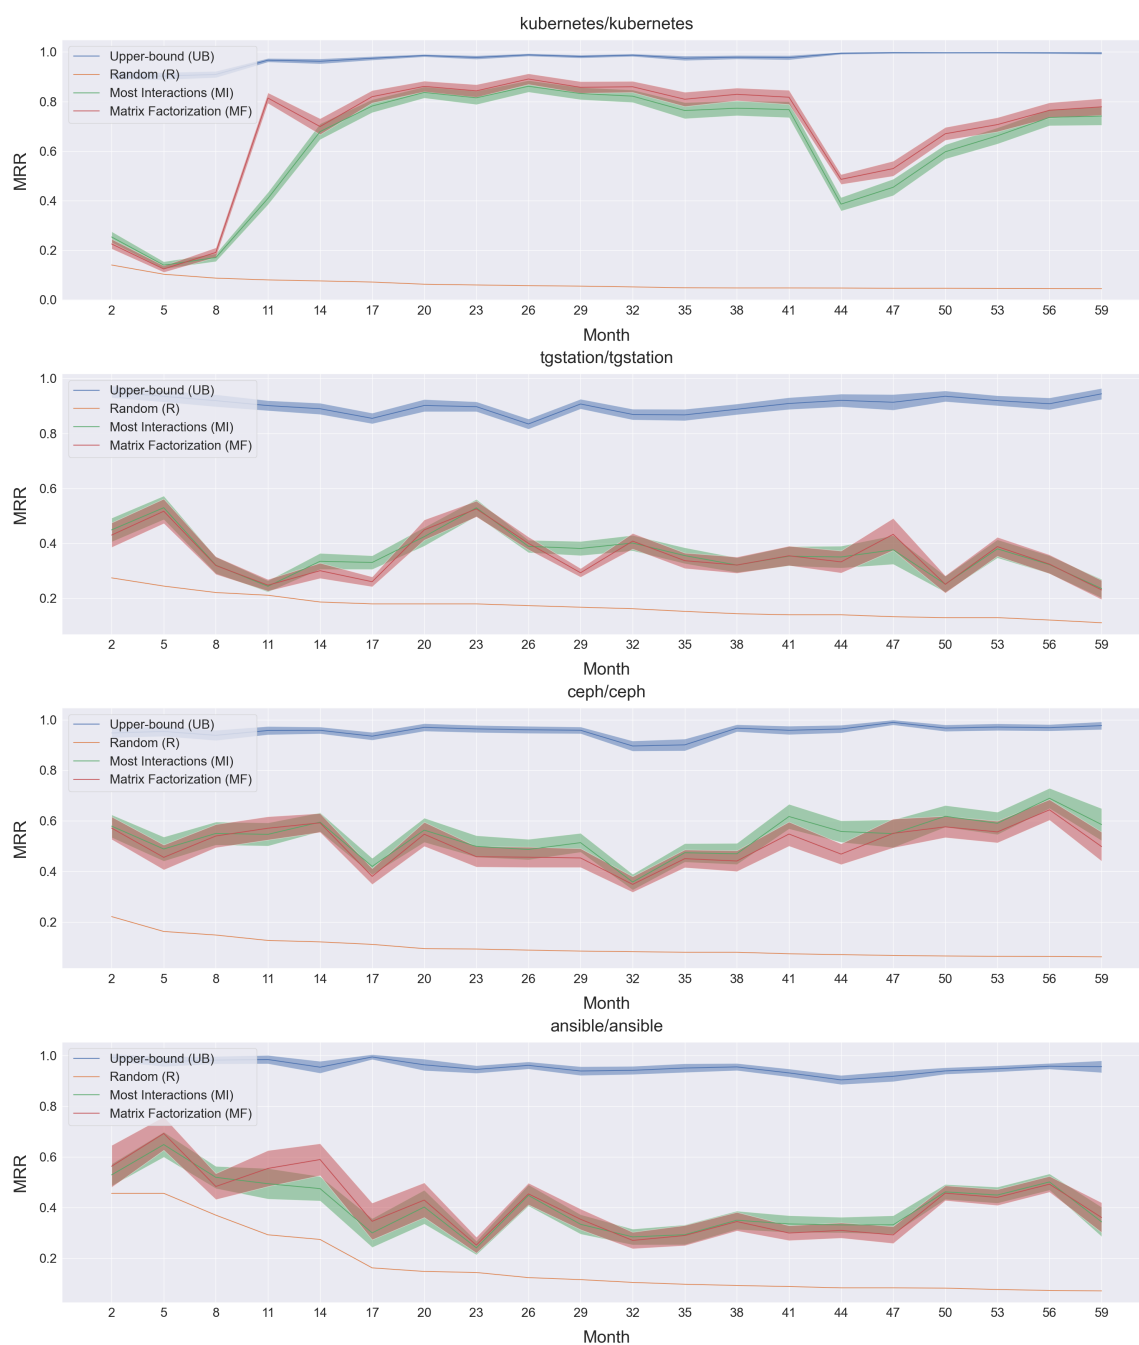 kubernetes/kubernetes
1.0
0.8
0.6
0.4
0.2
0.0
MRR
Upper-bound (UB)
Random (R)
Most Interactions (MI)
Matrix Factorization (MF)
2 5 8 11 14 17 20 23 26 29 32 35 38 41 44 47 50 53 56 59
Month
tgstation/tgstation
1.0
0.8
0.6
0.4
0.2
MRR
Upper-bound (UB)
Random (R)
Most Interactions (MI)
Matrix Factorization (MF)
2 5 8 11 14 17 20 23 26 29 32 35 38 41 44 47 50 53 56 59
Month
ceph/ceph
1.0
0.8
0.6
0.4
0.2
MRR
Upper-bound (UB)
Random (R)
Most Interactions (MI)
Matrix Factorization (MF)
2 5 8 11 14 17 20 23 26 29 32 35 38 41 44 47 50 53 56 59
Month
ansible/ansible
1.0
0.8
0.6
0.4
0.2
MRR
Upper-bound (UB)
Random (R)
Most Interactions (MI)
Matrix Factorization (MF)
2 5 8 11 14 17 20 23 26 29 32 35 38 41 44 47 50 53 56 59
Month